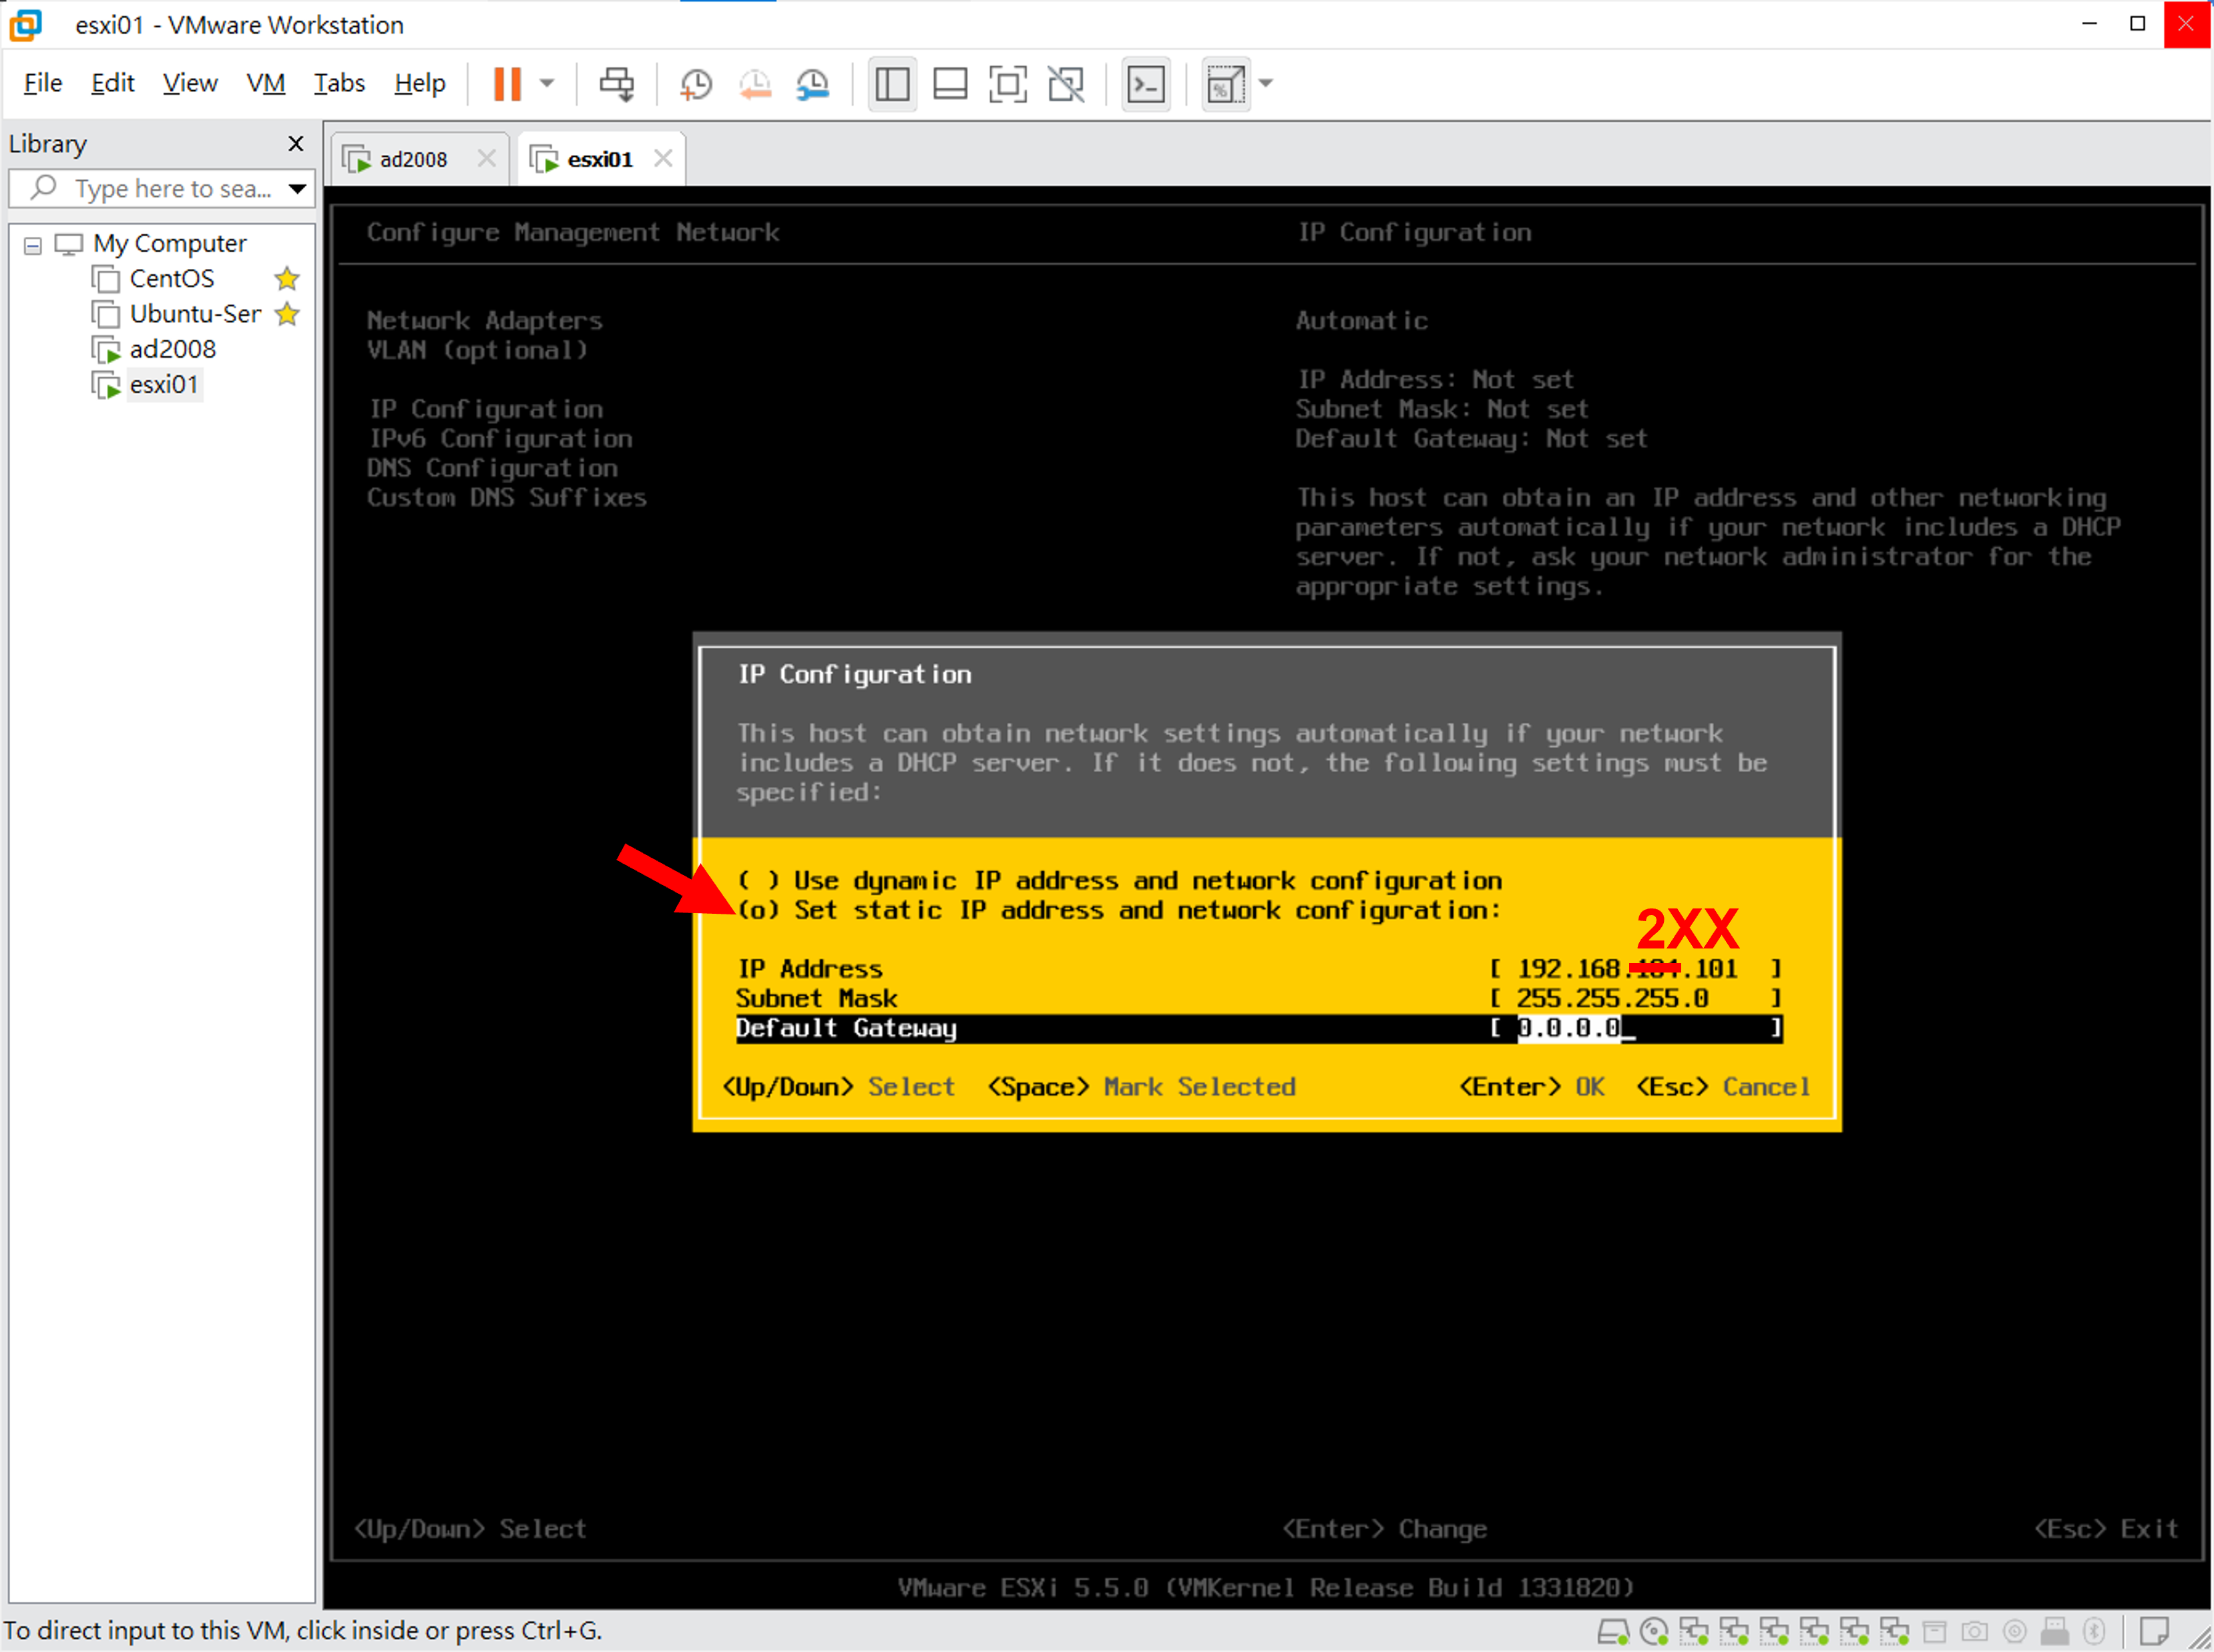 esxi01 - VMware Workstation
File Edit View VM Tabs Help
Library
Type here to sea...
My Computer
CentOS
Ubuntu-Ser
ad2008
esxi01
ad2008
esxi01
Configure Management Network
IP Configuration
Network Adapters
VLAN (optional)
IP Configuration
IPv6 Configuration
DNS Configuration
Custom DNS Suffixes
Automatic
IP Address: Not set
Subnet Mask: Not set
Default Gateway: Not set
This host can obtain an IP address and other networking
parameters automatically if your network includes a DHCP
server. If not, ask your network administrator for the
appropriate settings.
IP Configuration
This host can obtain network settings automatically if your network
includes a DHCP server. If it does not, the following settings must be
specified:
( ) Use dynamic IP address and network configuration
(o) Set static IP address and network configuration:
2XX
IP Address [ 192.168. .101 ]
Subnet Mask [ 255.255.255.0 ]
Default Gateway [ 0.0.0.0_ ]
<Up/Down> Select <Space> Mark Selected <Enter> OK <Esc> Cancel
<Up/Down> Select <Enter> Change <Esc> Exit
VMware ESXi 5.5.0 (VMKernel Release Build 1331820)
To direct input to this VM, click inside or press Ctrl+G.